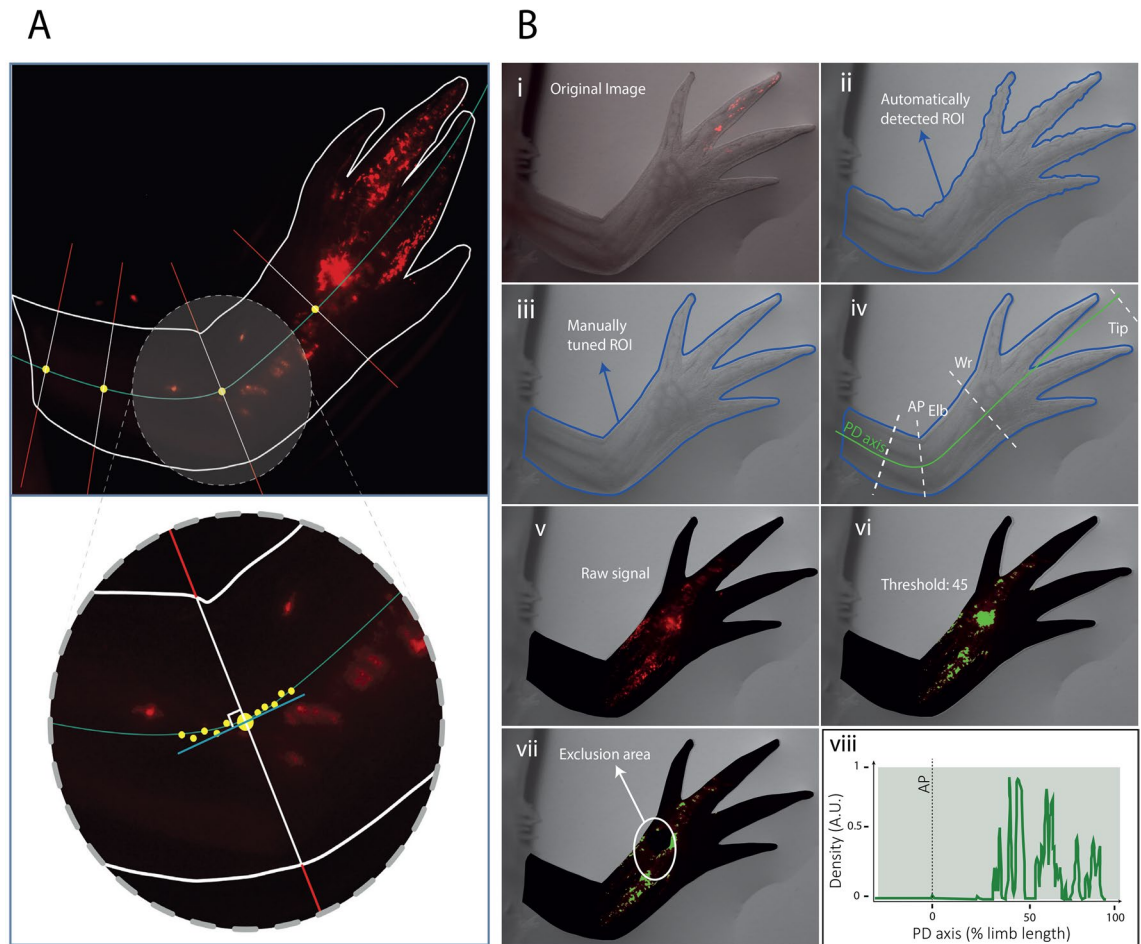 A
B
i
Original Image
ii
Automatically
detected ROI
iii
Manually
tuned ROI
iv
Tip
Wr
AP
Elb
PD axis
v
Raw signal
vi
Threshold: 45
vii
Exclusion area
viii
1
0.5
0
Density (A.U.)
AP
0
50
100
PD axis (% limb length)